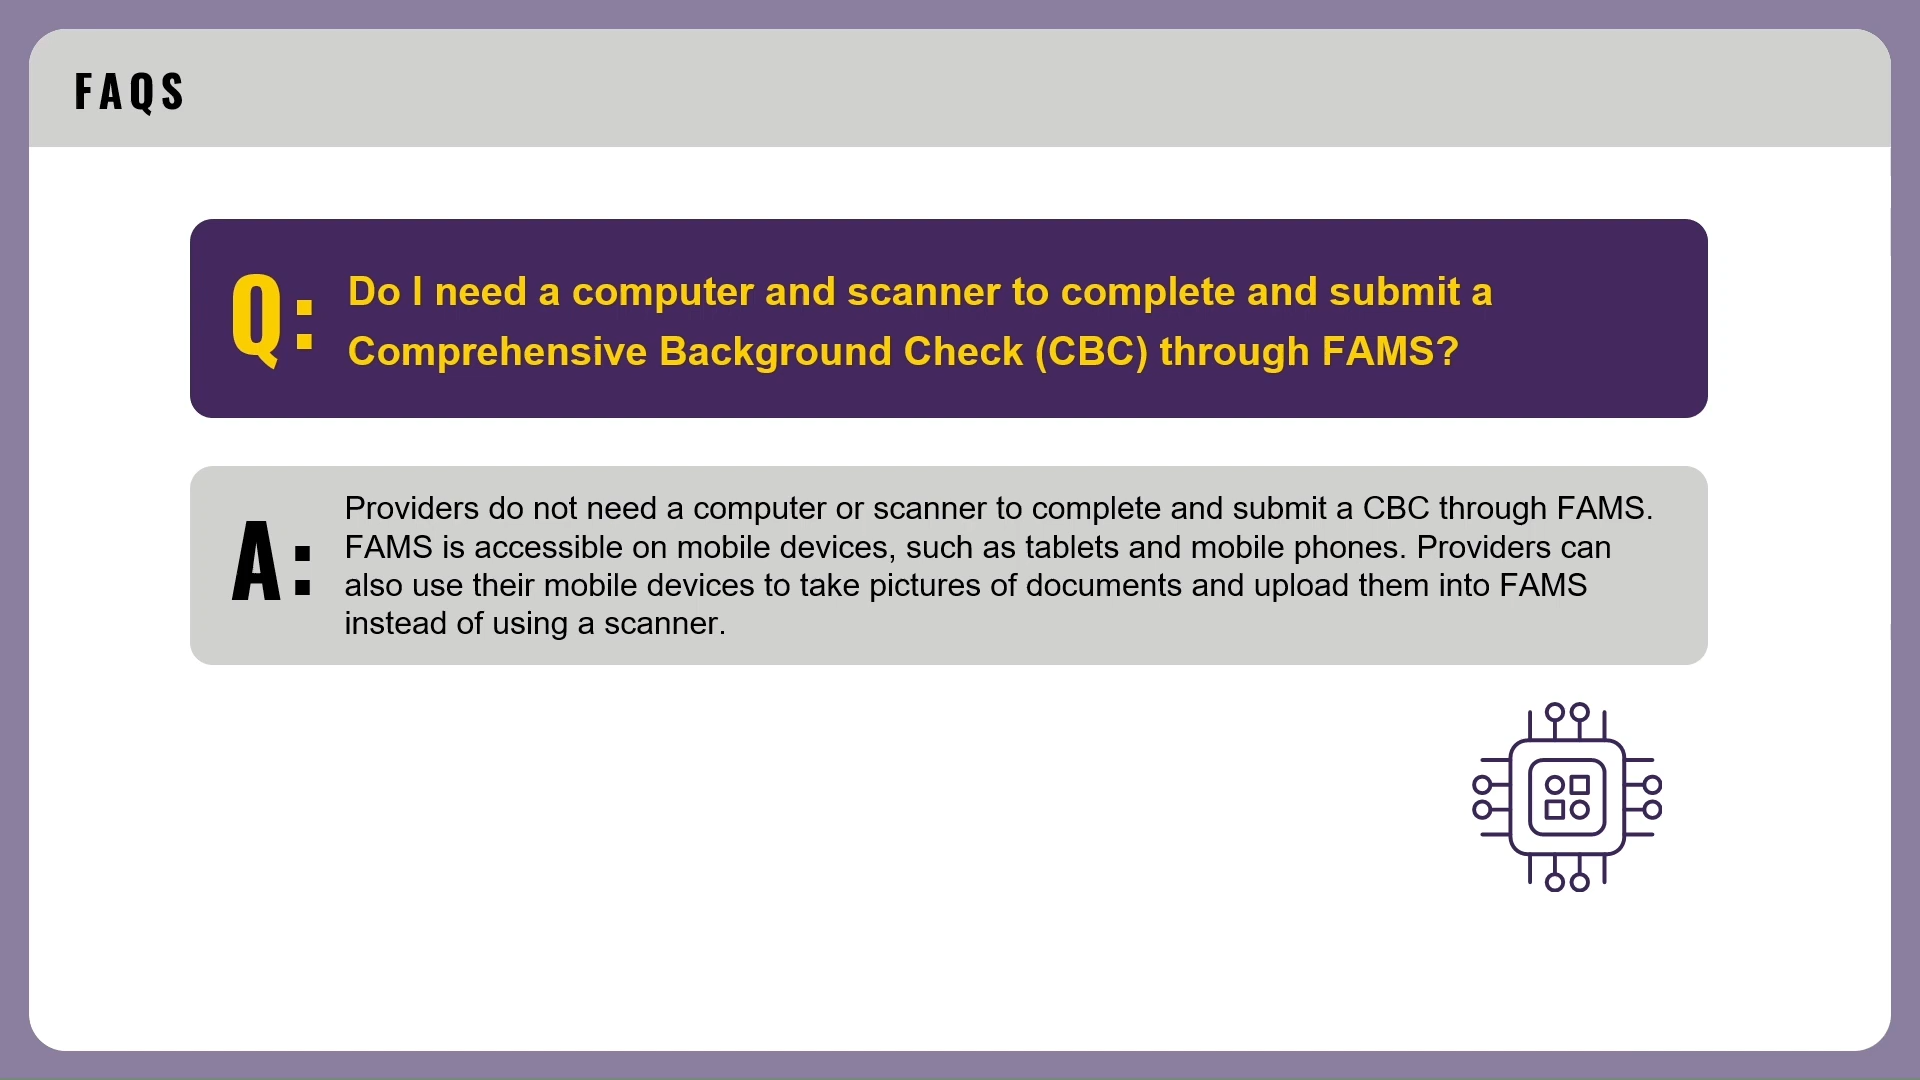 FAQS
Q: Do I need a computer and scanner to complete and submit a
Comprehensive Background Check (CBC) through FAMS?
A: Providers do not need a computer or scanner to complete and submit a CBC through FAMS.
FAMS is accessible on mobile devices, such as tablets and mobile phones. Providers can
also use their mobile devices to take pictures of documents and upload them into FAMS
instead of using a scanner.